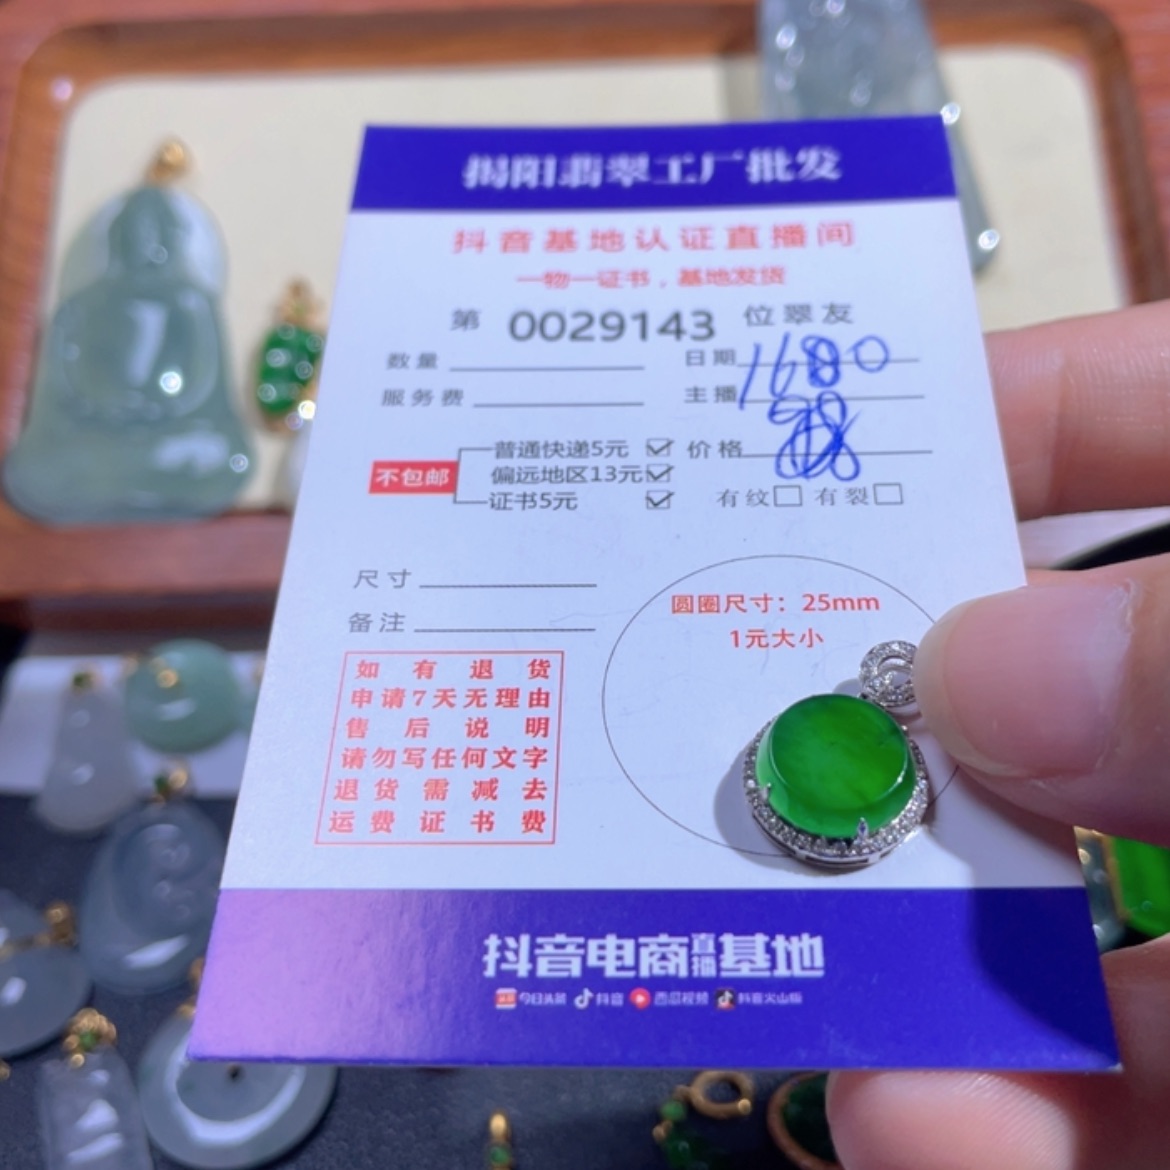 揭阳翡翠工厂批发
抖音基地认证直播间
一物一证书，基地发货
第 0029143 位翠友
数量 日期 1680
服务费 主播
不包邮 普通快递5元 ☑ 价格
偏远地区13元 ☑
证书5元 ☑ 有纹□ 有裂□
尺寸
备注
圆圈尺寸：25mm
1元大小
如有退货
申请7天无理由
售后说明
请勿写任何文字
退货需减去
运费证书费
抖音电商直播基地
今日头条 抖音 西瓜视频 抖音火山版